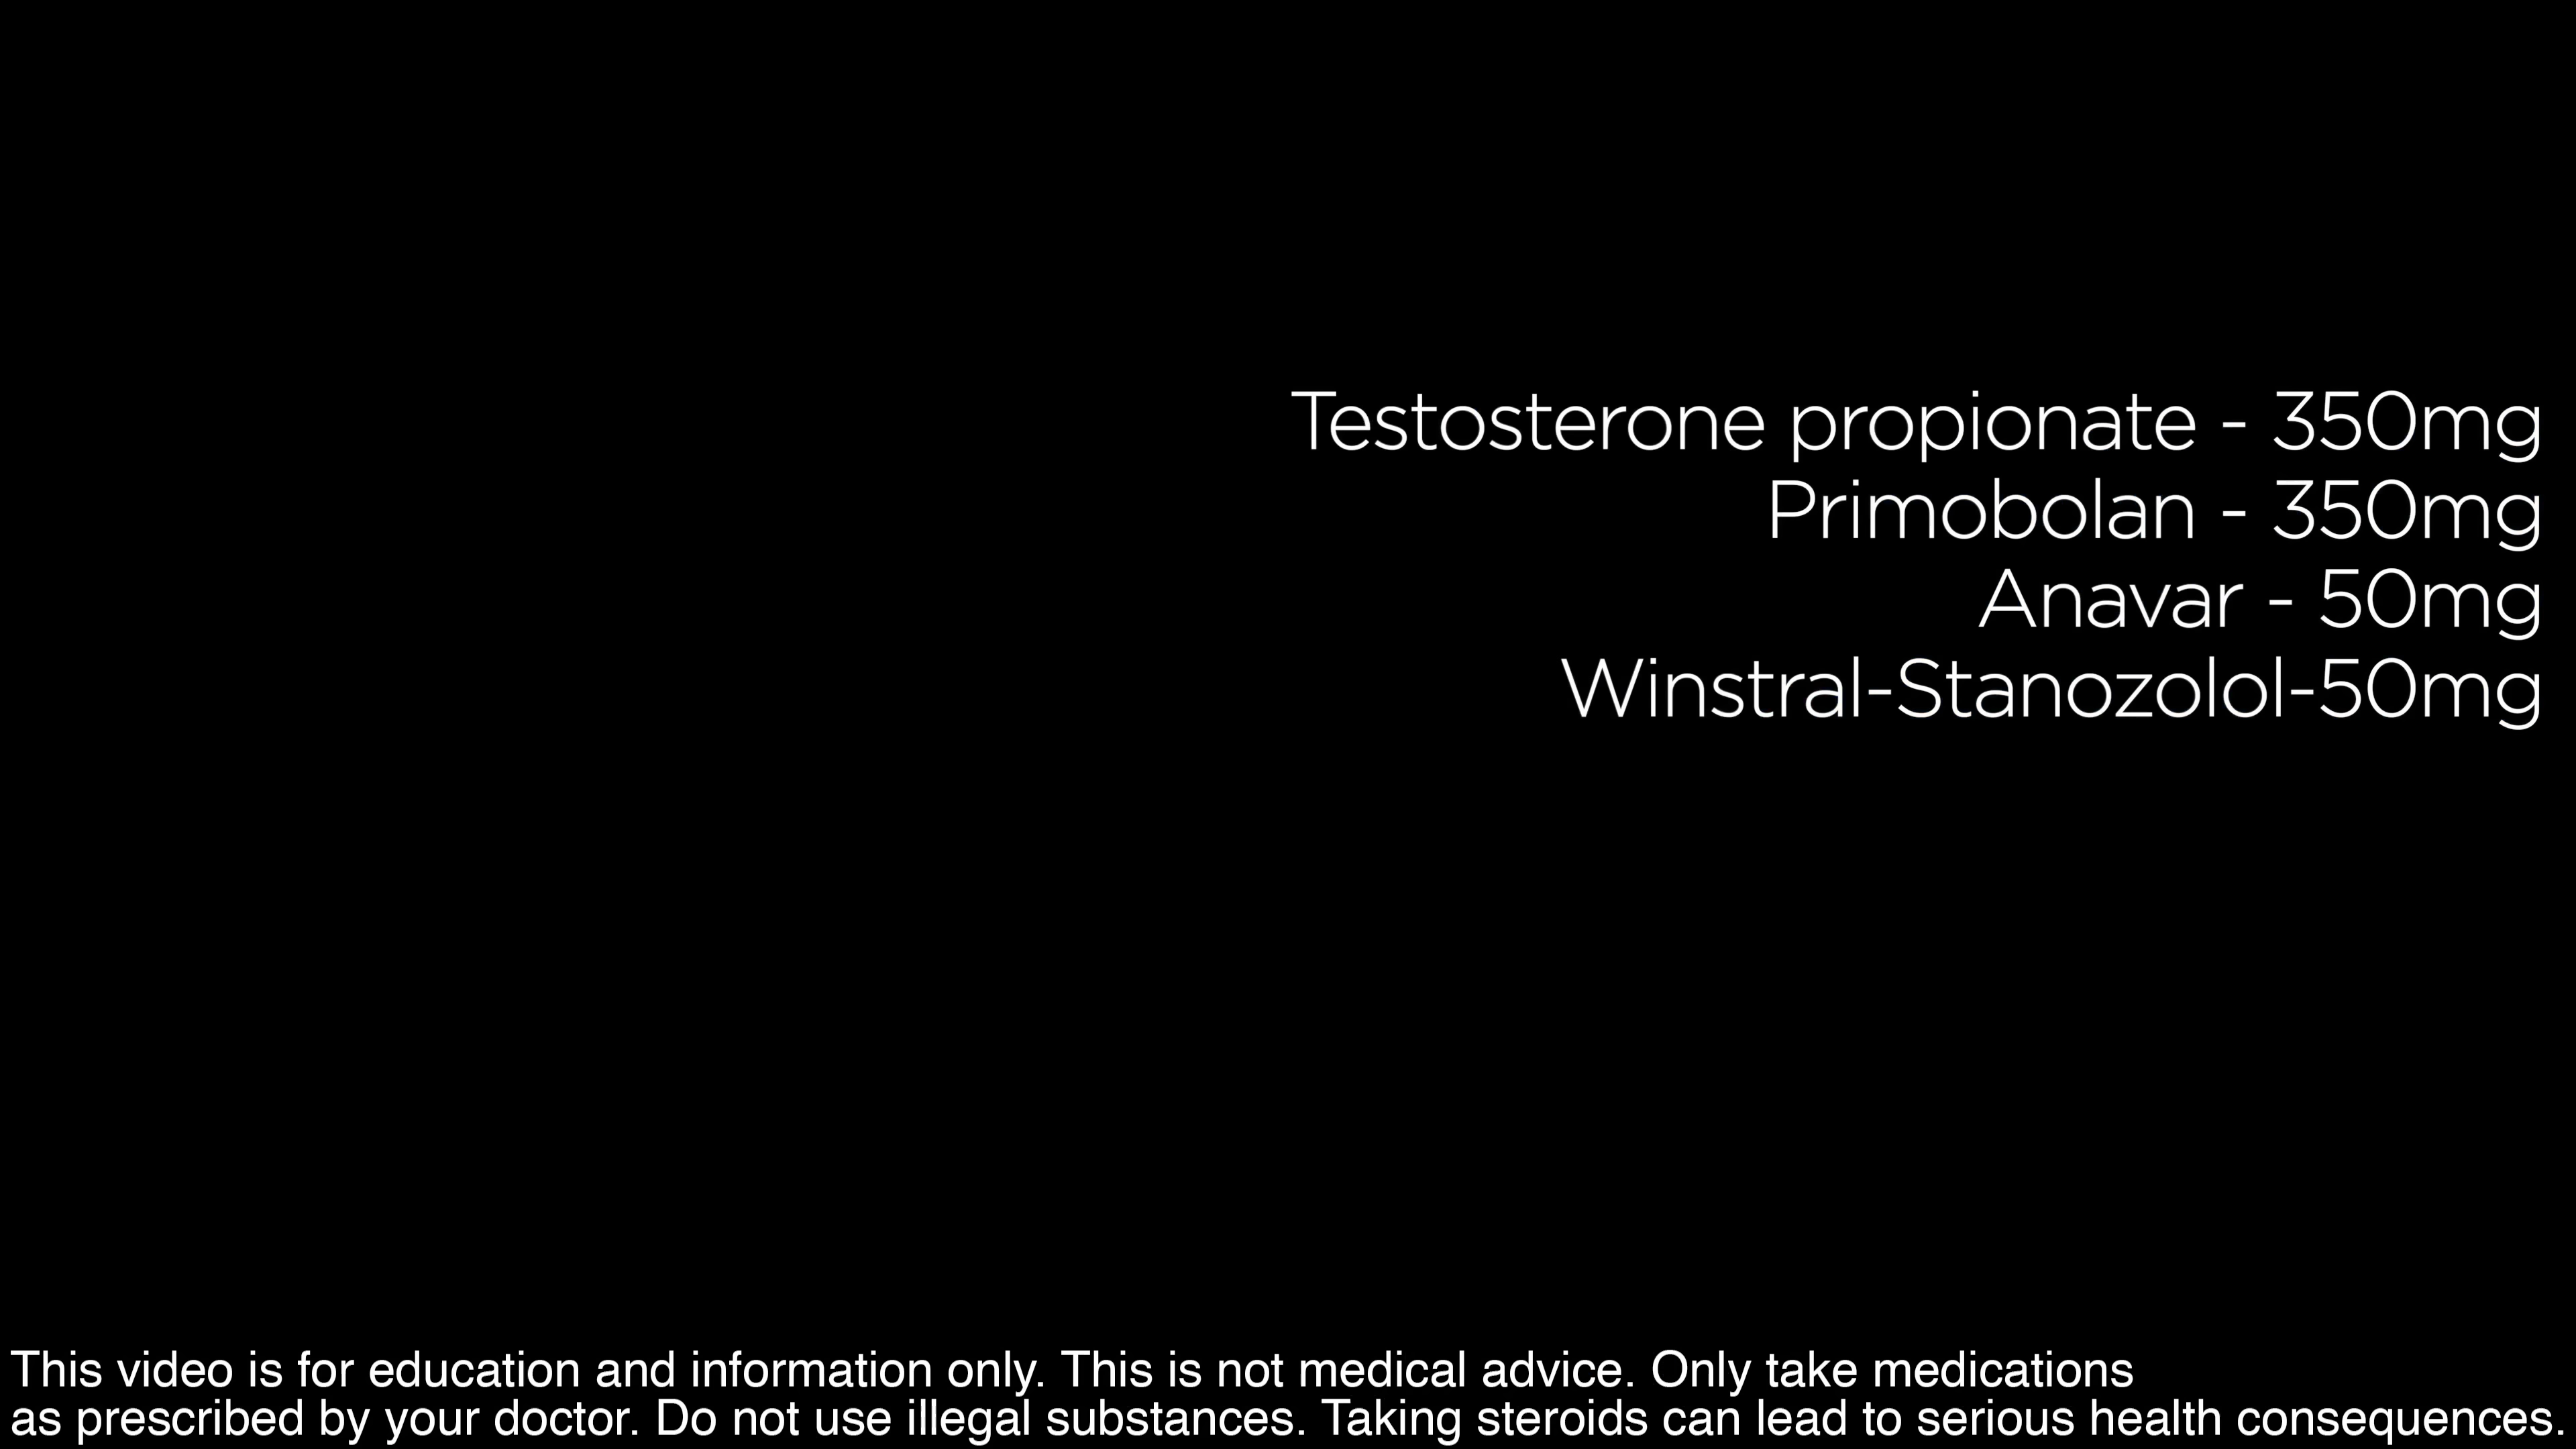 Testosterone propionate - 350mg
Primobolan - 350mg
Anavar - 50mg
Winstral-Stanozolol-50mg
This video is for education and information only. This is not medical advice. Only take medications
as prescribed by your doctor. Do not use illegal substances. Taking steroids can lead to serious health consequences.